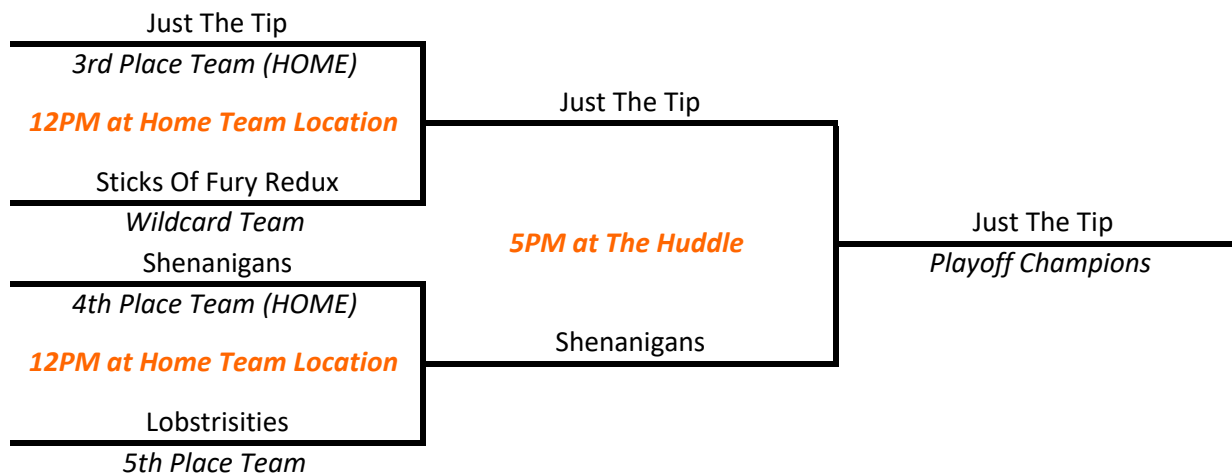 Just The Tip
3rd Place Team (HOME)
12PM at Home Team Location
Sticks Of Fury Redux
Wildcard Team
Shenanigans
4th Place Team (HOME)
12PM at Home Team Location
Lobstrisities
5th Place Team
Just The Tip
5PM at The Huddle
Shenanigans
Just The Tip
Playoff Champions